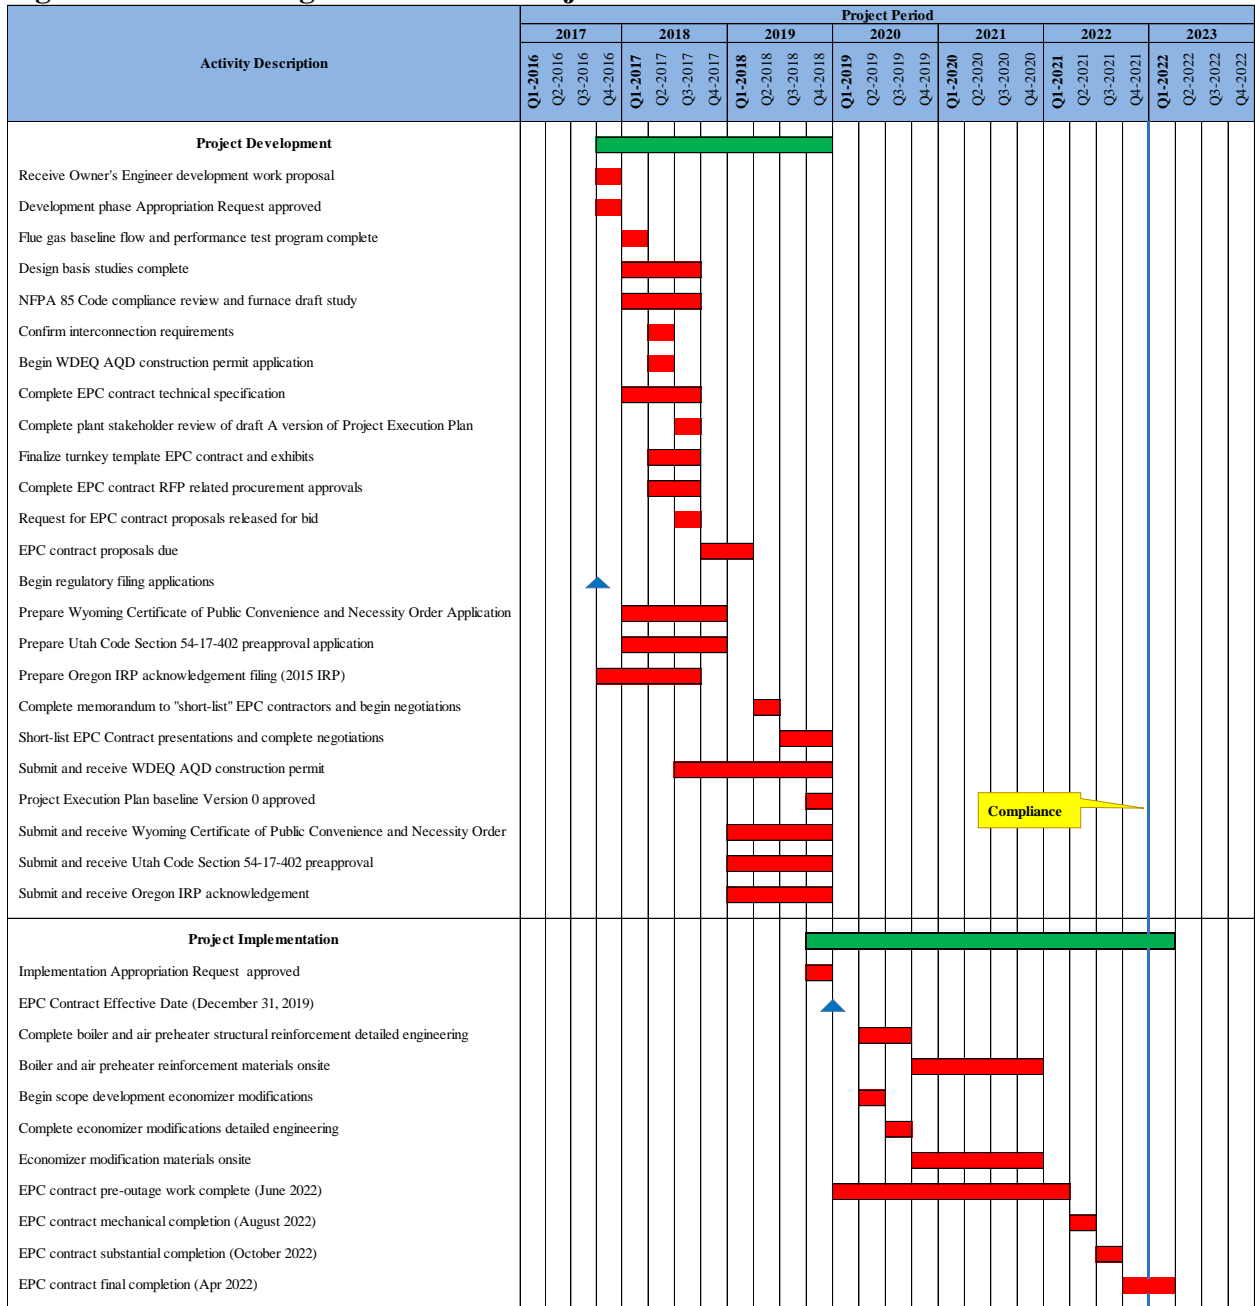 Project Period
2017 2018 2019 2020 2021 2022 2023
Activity Description
Q1-2016 Q2-2016 Q3-2016 Q4-2016 Q1-2017 Q2-2017 Q3-2017 Q4-2017 Q1-2018 Q2-2018 Q3-2018 Q4-2018 Q1-2019 Q2-2019 Q3-2019 Q4-2019 Q1-2020 Q2-2020 Q3-2020 Q4-2020 Q1-2021 Q2-2021 Q3-2021 Q4-2021 Q1-2022 Q2-2022 Q3-2022 Q4-2022
Project Development
Receive Owner's Engineer development work proposal
Development phase Appropriation Request approved
Flue gas baseline flow and performance test program complete
Design basis studies complete
NFPA 85 Code compliance review and furnace draft study
Confirm interconnection requirements
Begin WDEQ AQD construction permit application
Complete EPC contract technical specification
Complete plant stakeholder review of draft A version of Project Execution Plan
Finalize turnkey template EPC contract and exhibits
Complete EPC contract RFP related procurement approvals
Request for EPC contract proposals released for bid
EPC contract proposals due
Begin regulatory filing applications
Prepare Wyoming Certificate of Public Convenience and Necessity Order Application
Prepare Utah Code Section 54-17-402 preapproval application
Prepare Oregon IRP acknowledgement filing (2015 IRP)
Complete memorandum to "short-list" EPC contractors and begin negotiations
Short-list EPC Contract presentations and complete negotiations
Submit and receive WDEQ AQD construction permit
Project Execution Plan baseline Version 0 approved
Compliance
Submit and receive Wyoming Certificate of Public Convenience and Necessity Order
Submit and receive Utah Code Section 54-17-402 preapproval
Submit and receive Oregon IRP acknowledgement
Project Implementation
Implementation Appropriation Request approved
EPC Contract Effective Date (December 31, 2019)
Complete boiler and air preheater structural reinforcement detailed engineering
Boiler and air preheater reinforcement materials onsite
Begin scope development economizer modifications
Complete economizer modifications detailed engineering
Economizer modification materials onsite
EPC contract pre-outage work complete (June 2022)
EPC contract mechanical completion (August 2022)
EPC contract substantial completion (October 2022)
EPC contract final completion (Apr 2022)